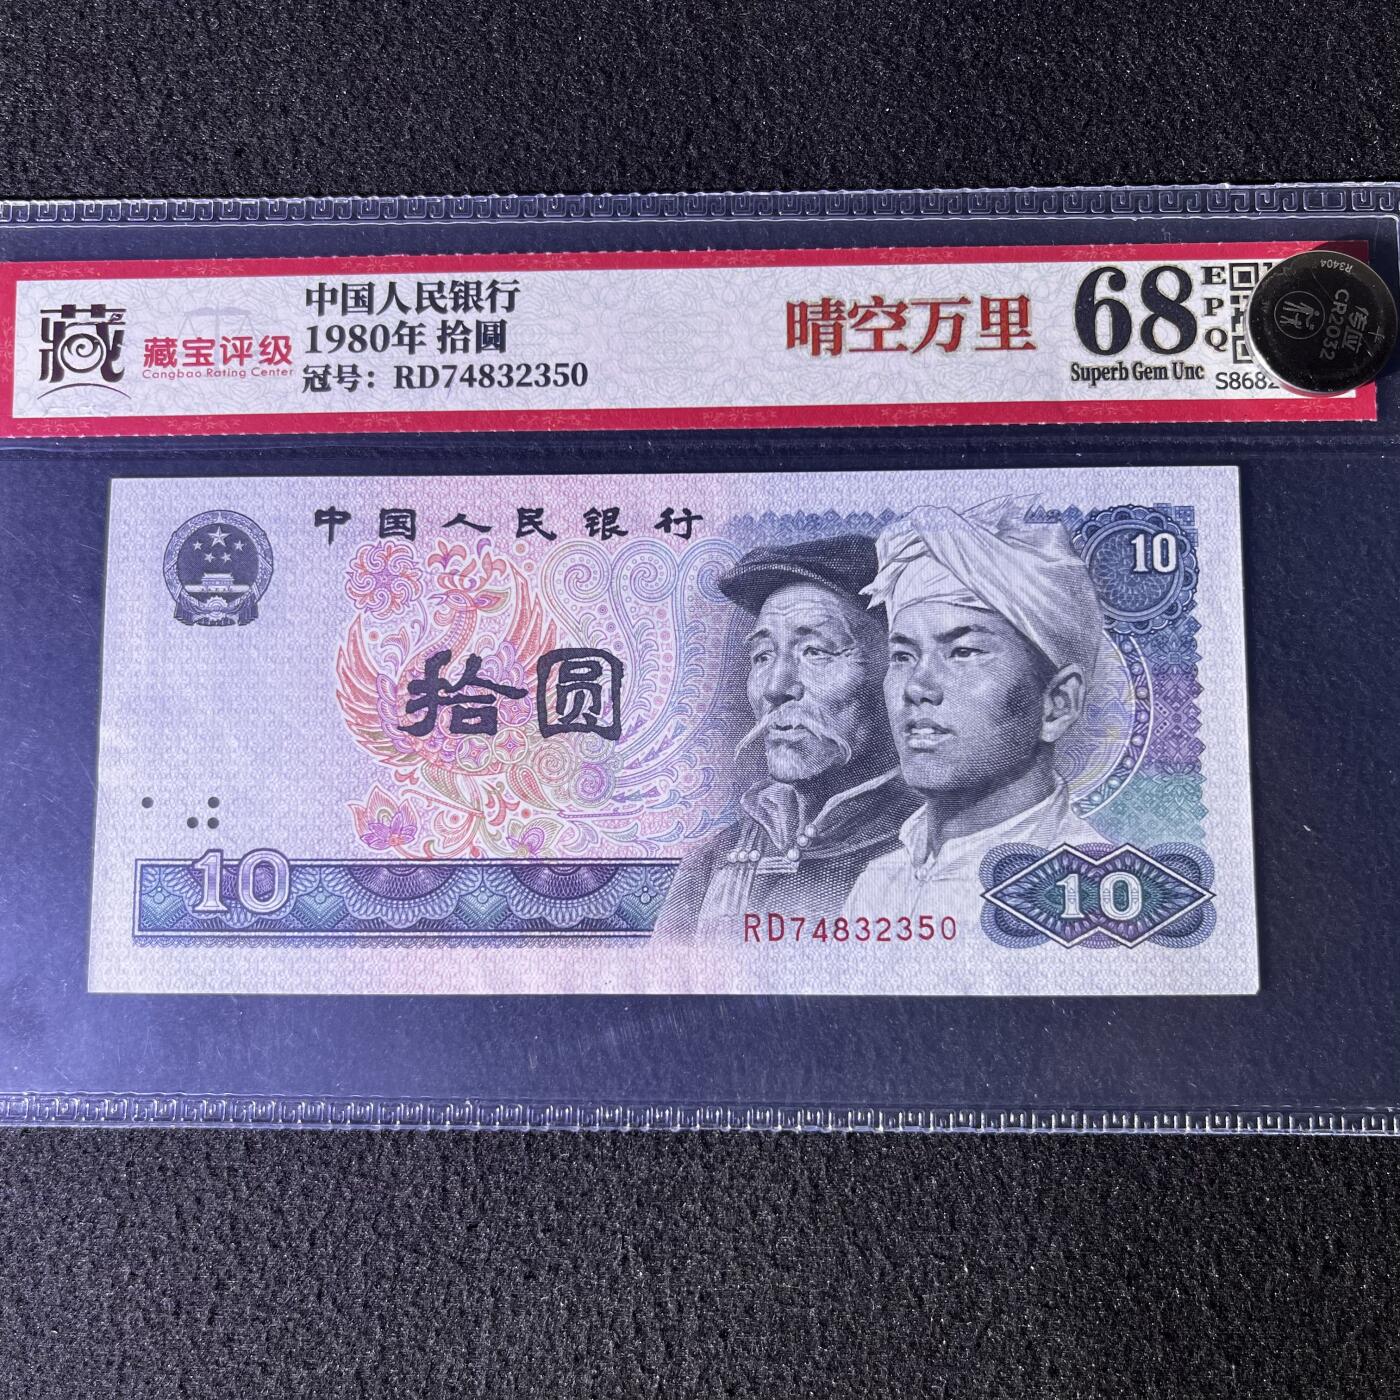 藏
藏宝评级
Cangbao Rating Center
中国人民银行
1980年 拾圆
冠号：RD74832350
晴空万里
68
EPQ
Superb Gem Unc
S8682
R3404
CR2032
中国人民银行
10
拾圆
10
RD74832350
10